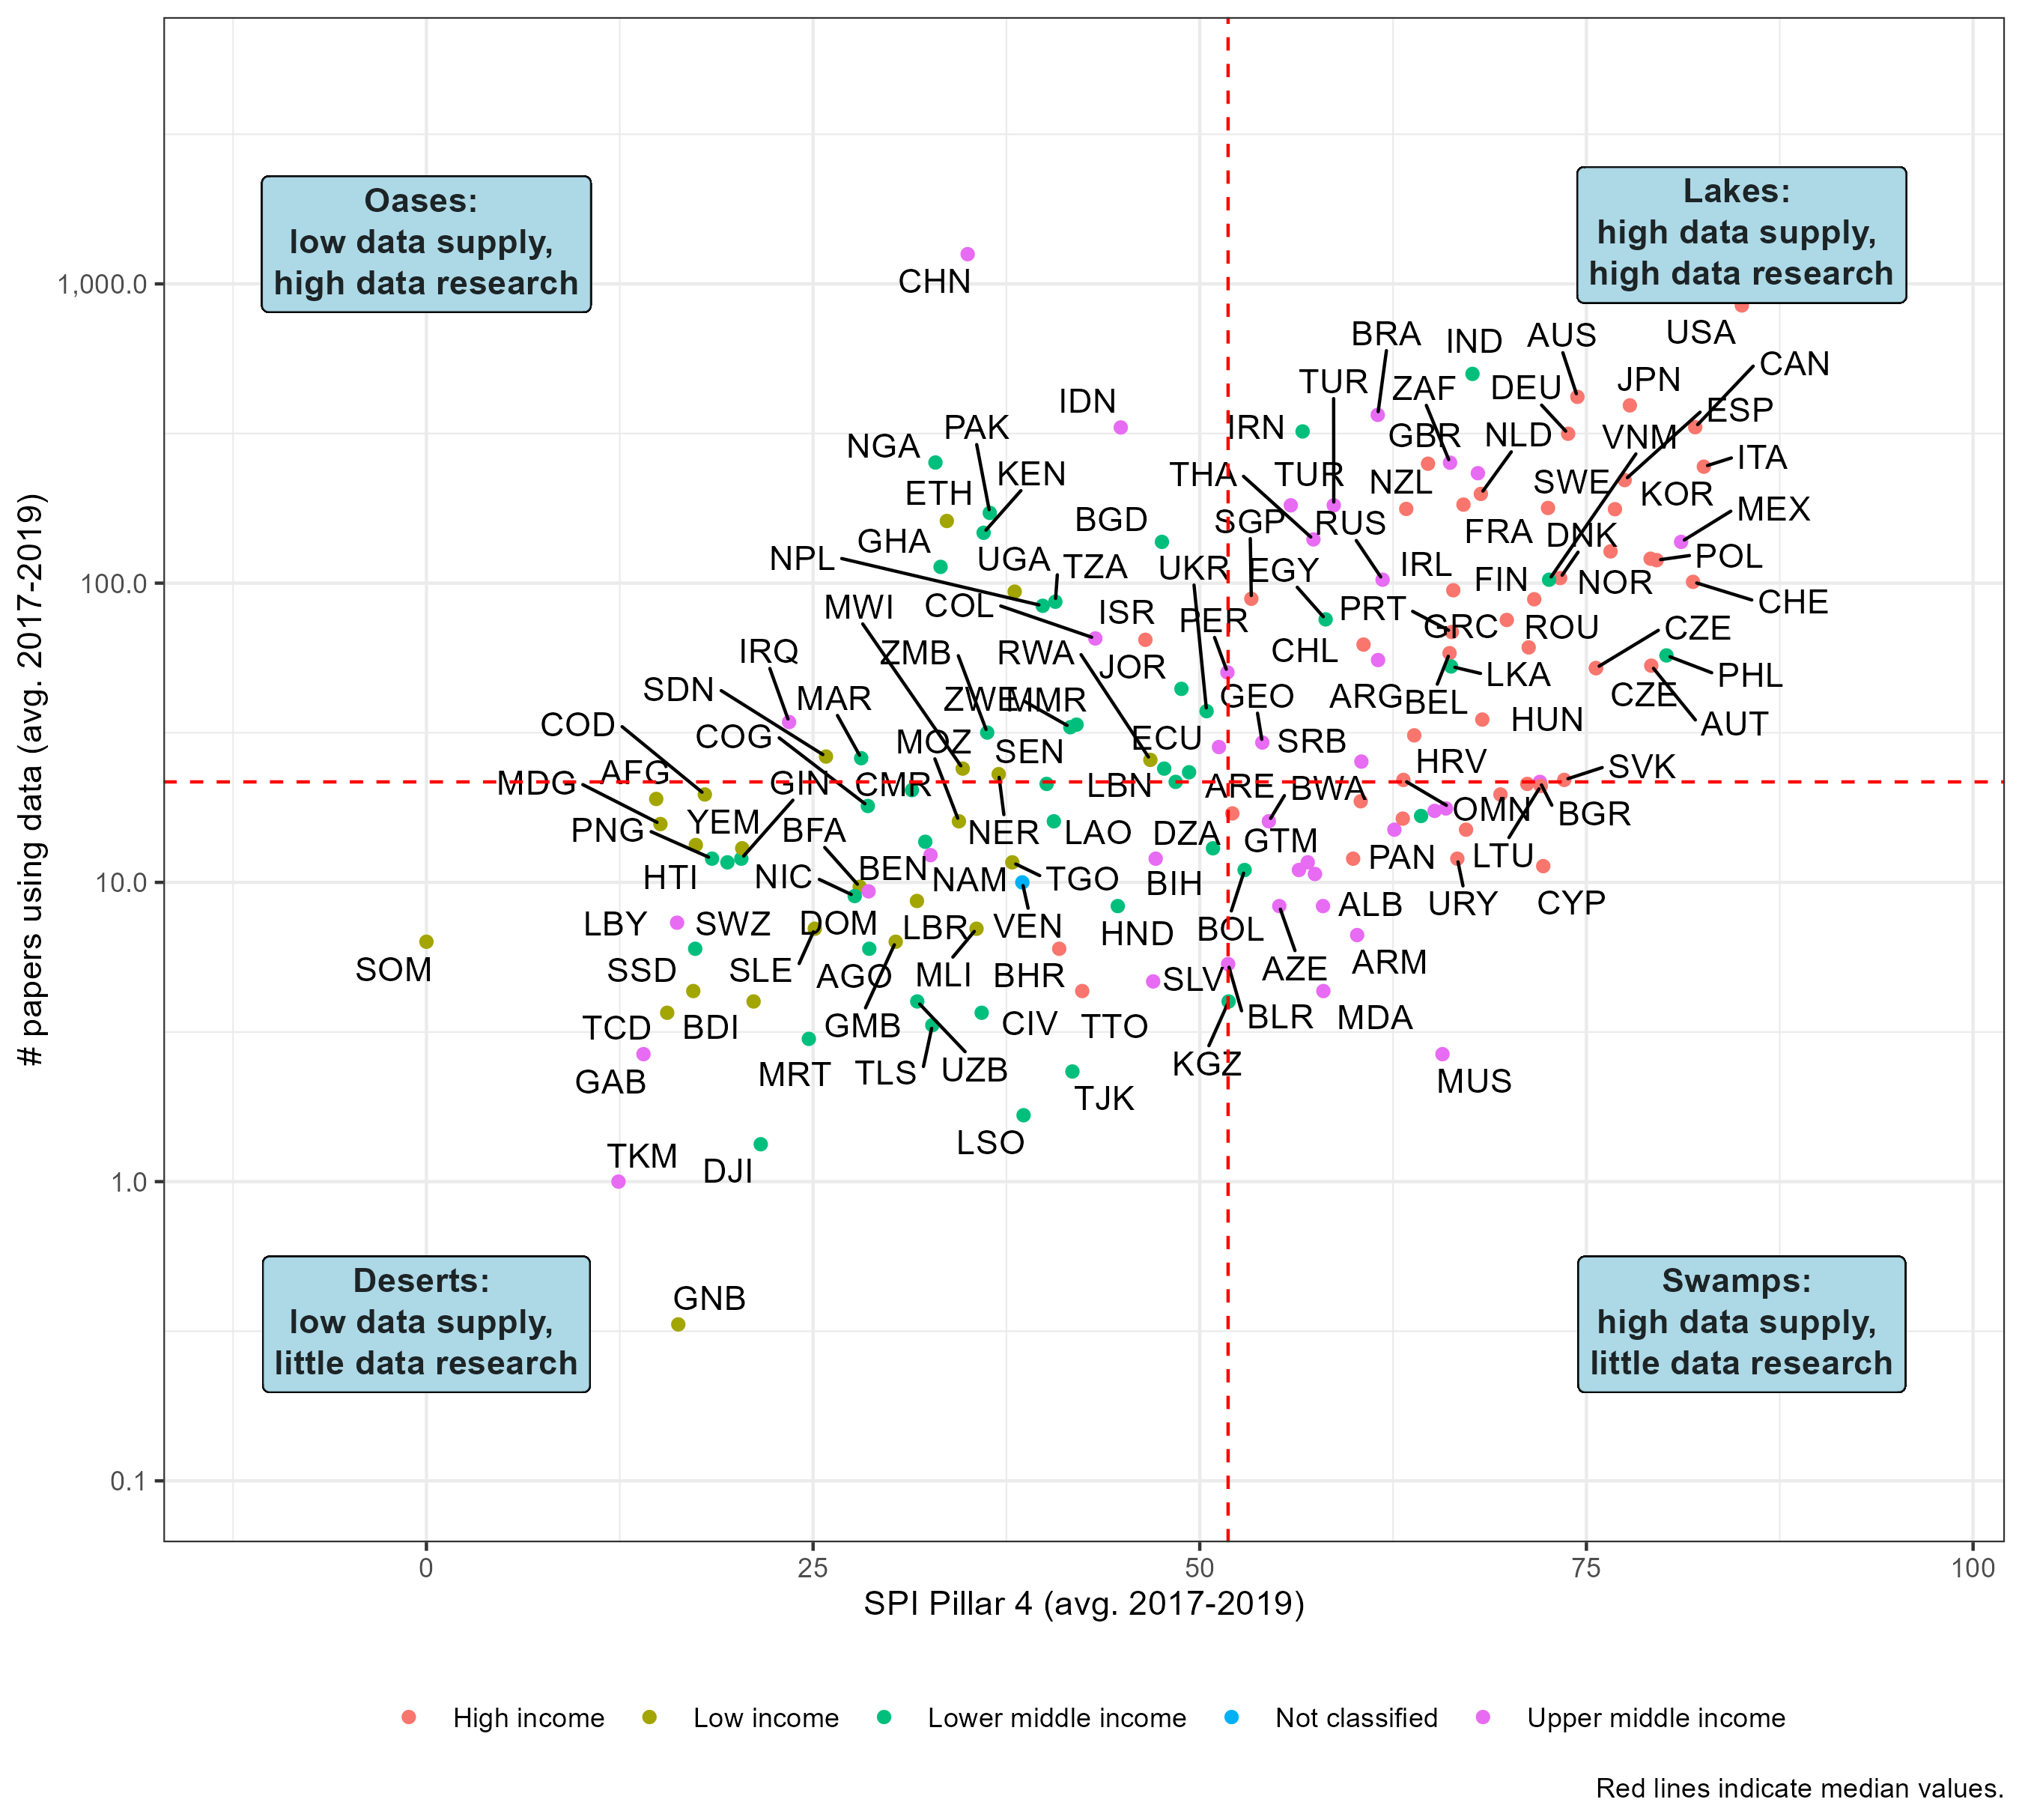 Oases:
low data supply,
high data research
Lakes:
high data supply,
high data research
CHN
USA
BRA
IND
AUS
CAN
TUR
ZAF
DEU
JPN
IDN
ESP
PAK
IRN
GBR
NLD
VNM
NGA
ITA
KEN
THA
TUR
NZL
SWE
KOR
ETH
MEX
BGD
SGP
RUS
FRA
DNK
GHA
NPL
UGA
TZA
UKR
EGY
IRL
FIN
NOR
POL
MWI
COL
ISR
PER
PRT
GRC
ROU
CHE
CZE
IRQ
ZMB
RWA
JOR
CHL
LKA
PHL
SDN
MAR
ZWE
MMR
GEO
ARG
BEL
HUN
CZE
AUT
COD
COG
MOZ
SEN
ECU
SRB
HRV
SVK
MDG
AFG
GIN
CMR
LBN
ARE
BWA
OMN
BGR
PNG
YEM
BFA
NER
LAO
DZA
GTM
PAN
LTU
HTI
NIC
BEN
NAM
TGO
BIH
ALB
URY
CYP
LBY
SWZ
DOM
LBR
VEN
HND
BOL
SOM
SSD
SLE
AGO
MLI
BHR
SLV
AZE
ARM
TCD
BDI
GMB
CIV
TTO
BLR
MDA
GAB
MRT
TLS
UZB
TJK
KGZ
MUS
TKM
DJI
LSO
GNB
Deserts:
low data supply,
little data research
Swamps:
high data supply,
little data research
1,000.0
100.0
10.0
1.0
0.1
# papers using data (avg. 2017-2019)
0
25
50
75
100
SPI Pillar 4 (avg. 2017-2019)
High income
Low income
Lower middle income
Not classified
Upper middle income
Red lines indicate median values.